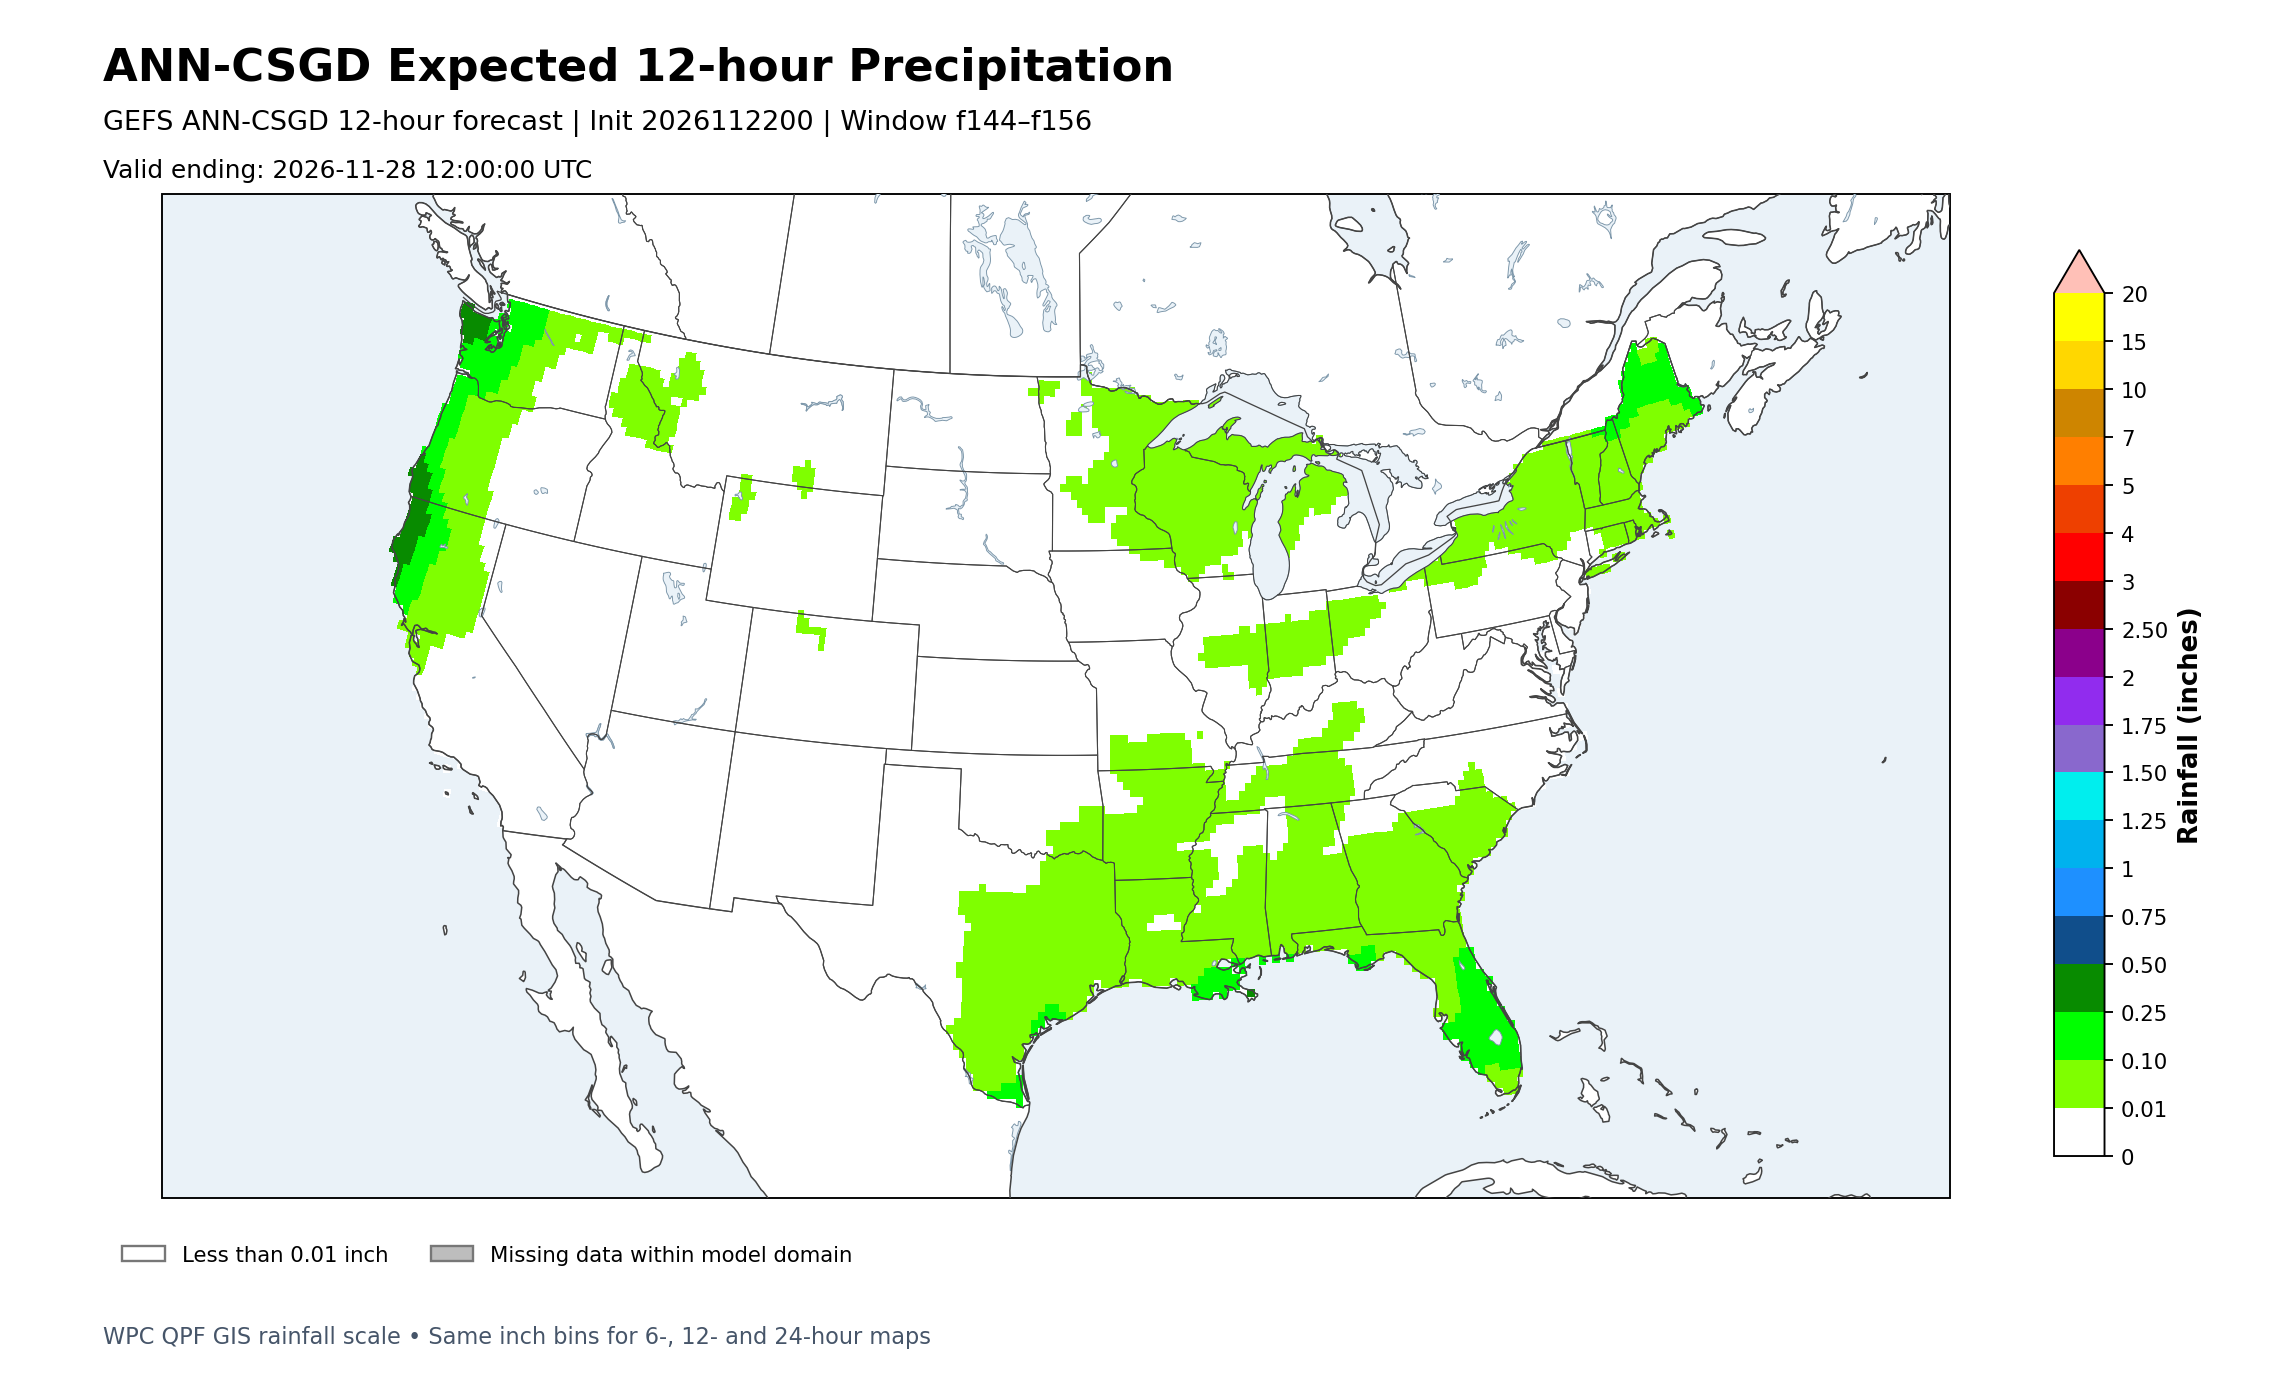 ANN-CSGD Expected 12-hour Precipitation
GEFS ANN-CSGD 12-hour forecast | Init 2026112200 | Window f144–f156
Valid ending: 2026-11-28 12:00:00 UTC
20
15
10
7
5
4
3
2.50
2
1.75
1.50
1.25
1
0.75
0.50
0.25
0.10
0.01
0
Rainfall (inches)
Less than 0.01 inch
Missing data within model domain
WPC QPF GIS rainfall scale • Same inch bins for 6-, 12- and 24-hour maps